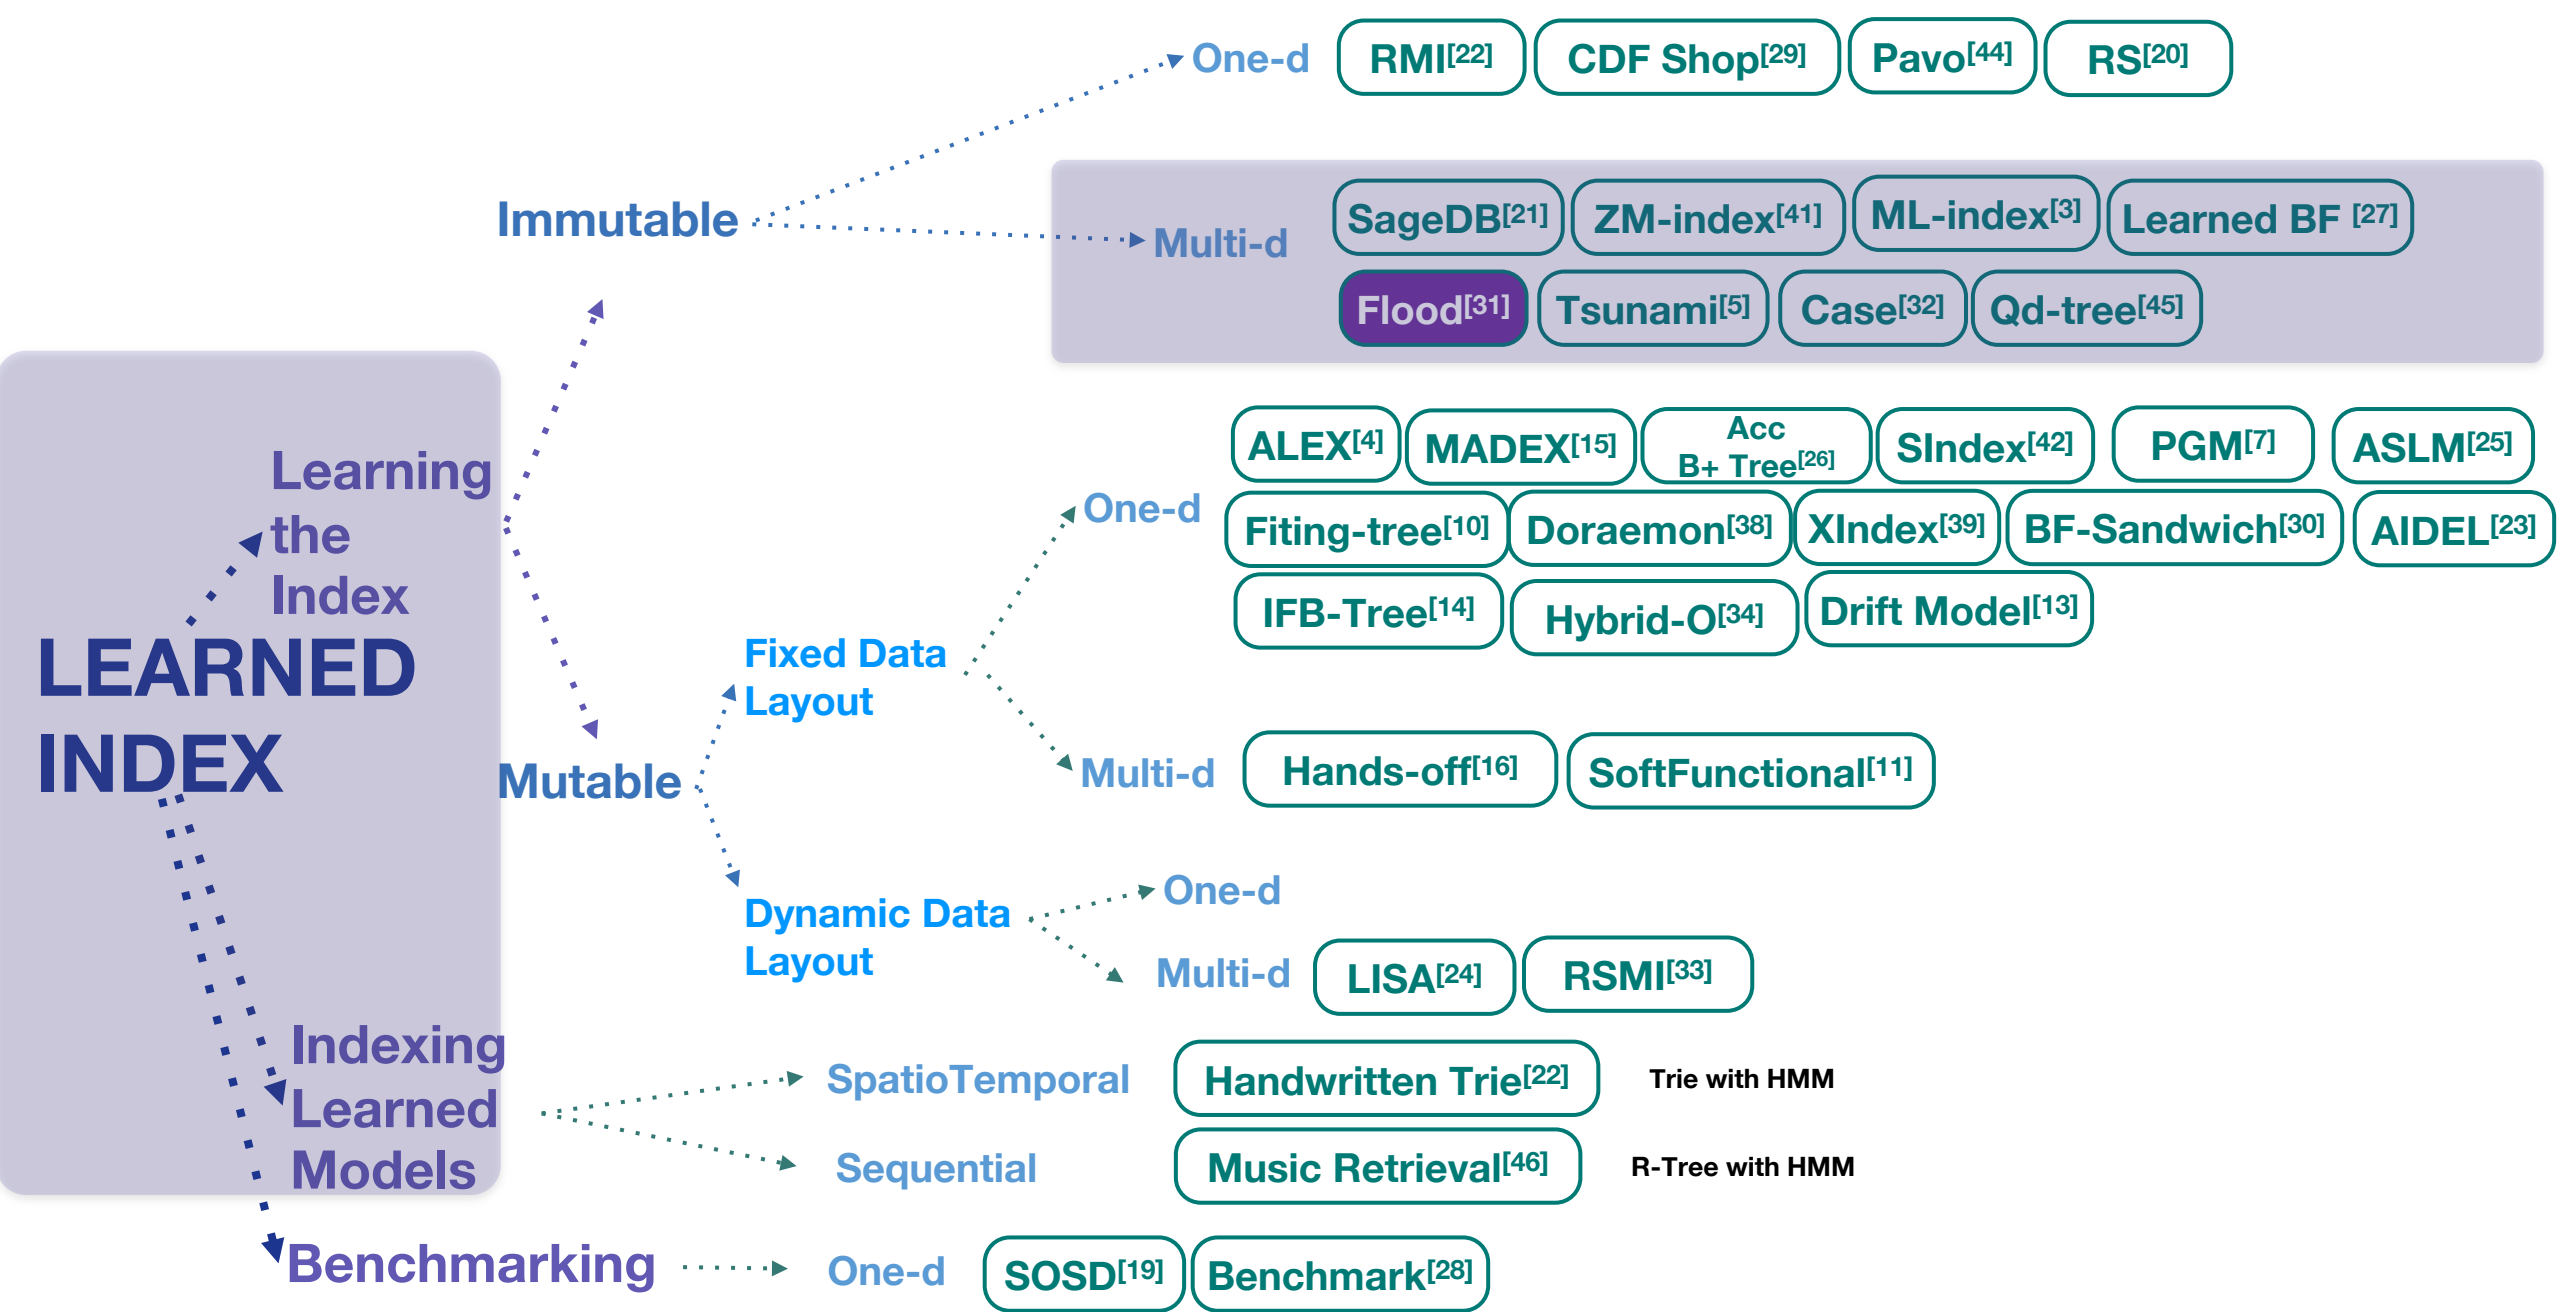 One-d RMI[22] CDF Shop[29] Pavo[44] RS[20]
Immutable
Multi-d
SageDB[21] ZM-index[41] ML-index[3] Learned BF [27]
Flood[31] Tsunami[5] Case[32] Qd-tree[45]
Learning
the
Index
LEARNED
INDEX
Mutable
Fixed Data
Layout
One-d
ALEX[4] MADEX[15] Acc
B+ Tree[26] SIndex[42] PGM[7] ASLM[25]
Fiting-tree[10] Doraemon[38] XIndex[39] BF-Sandwich[30] AIDEL[23]
IFB-Tree[14] Hybrid-O[34] Drift Model[13]
Multi-d Hands-off[16] SoftFunctional[11]
Dynamic Data
Layout
One-d
Multi-d LISA[24] RSMI[33]
Indexing
Learned
Models
SpatioTemporal Handwritten Trie[22] Trie with HMM
Sequential Music Retrieval[46] R-Tree with HMM
Benchmarking One-d SOSD[19] Benchmark[28]